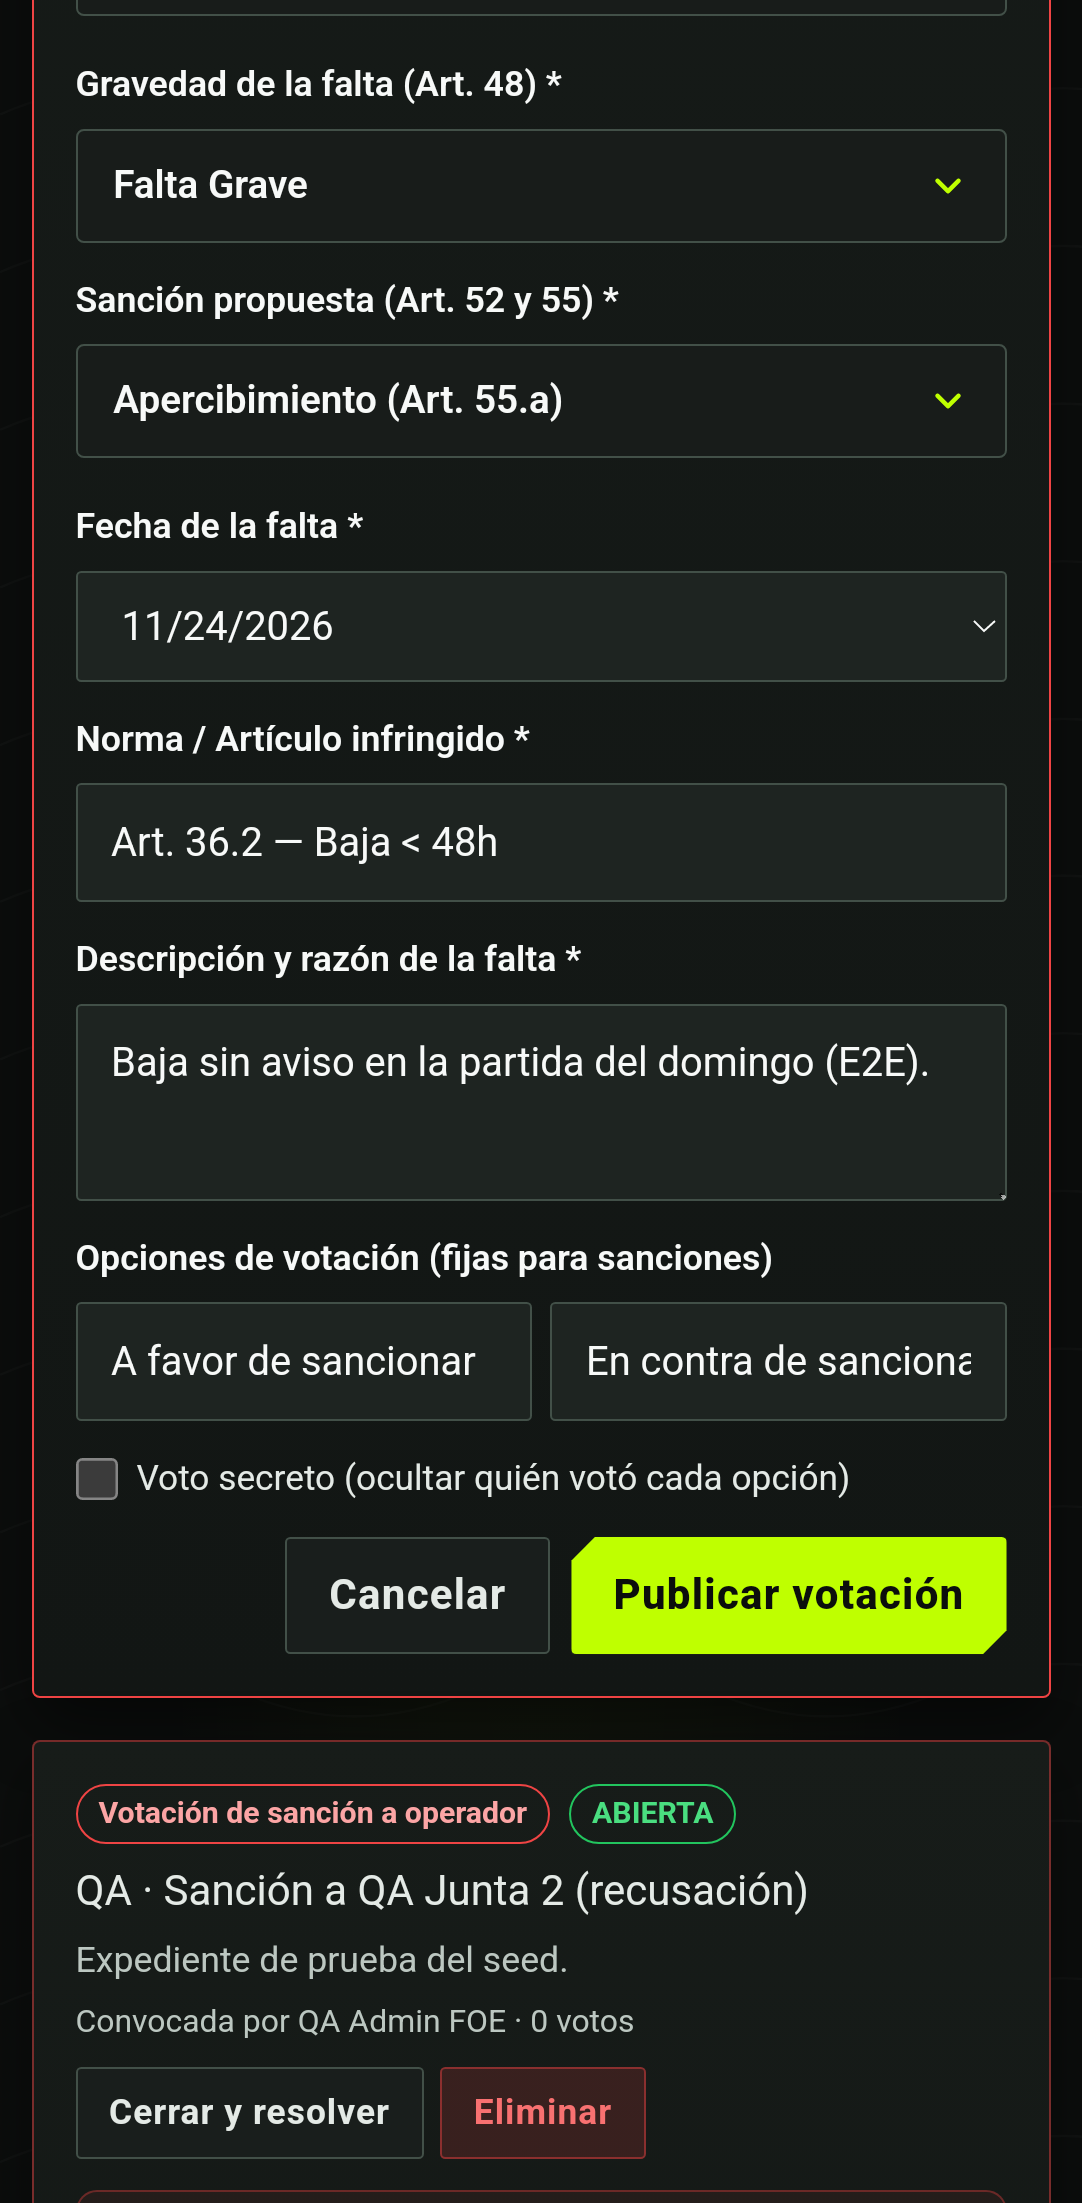 Gravedad de la falta (Art. 48) *
Falta Grave
Sanción propuesta (Art. 52 y 55) *
Apercibimiento (Art. 55.a)
Fecha de la falta *
11/24/2026
Norma / Artículo infringido *
Art. 36.2 — Baja < 48h
Descripción y razón de la falta *
Baja sin aviso en la partida del domingo (E2E).
Opciones de votación (fijas para sanciones)
A favor de sancionar
En contra de sanciona
Voto secreto (ocultar quién votó cada opción)
Cancelar
Publicar votación
Votación de sanción a operador
ABIERTA
QA · Sanción a QA Junta 2 (recusación)
Expediente de prueba del seed.
Convocada por QA Admin FOE · 0 votos
Cerrar y resolver
Eliminar